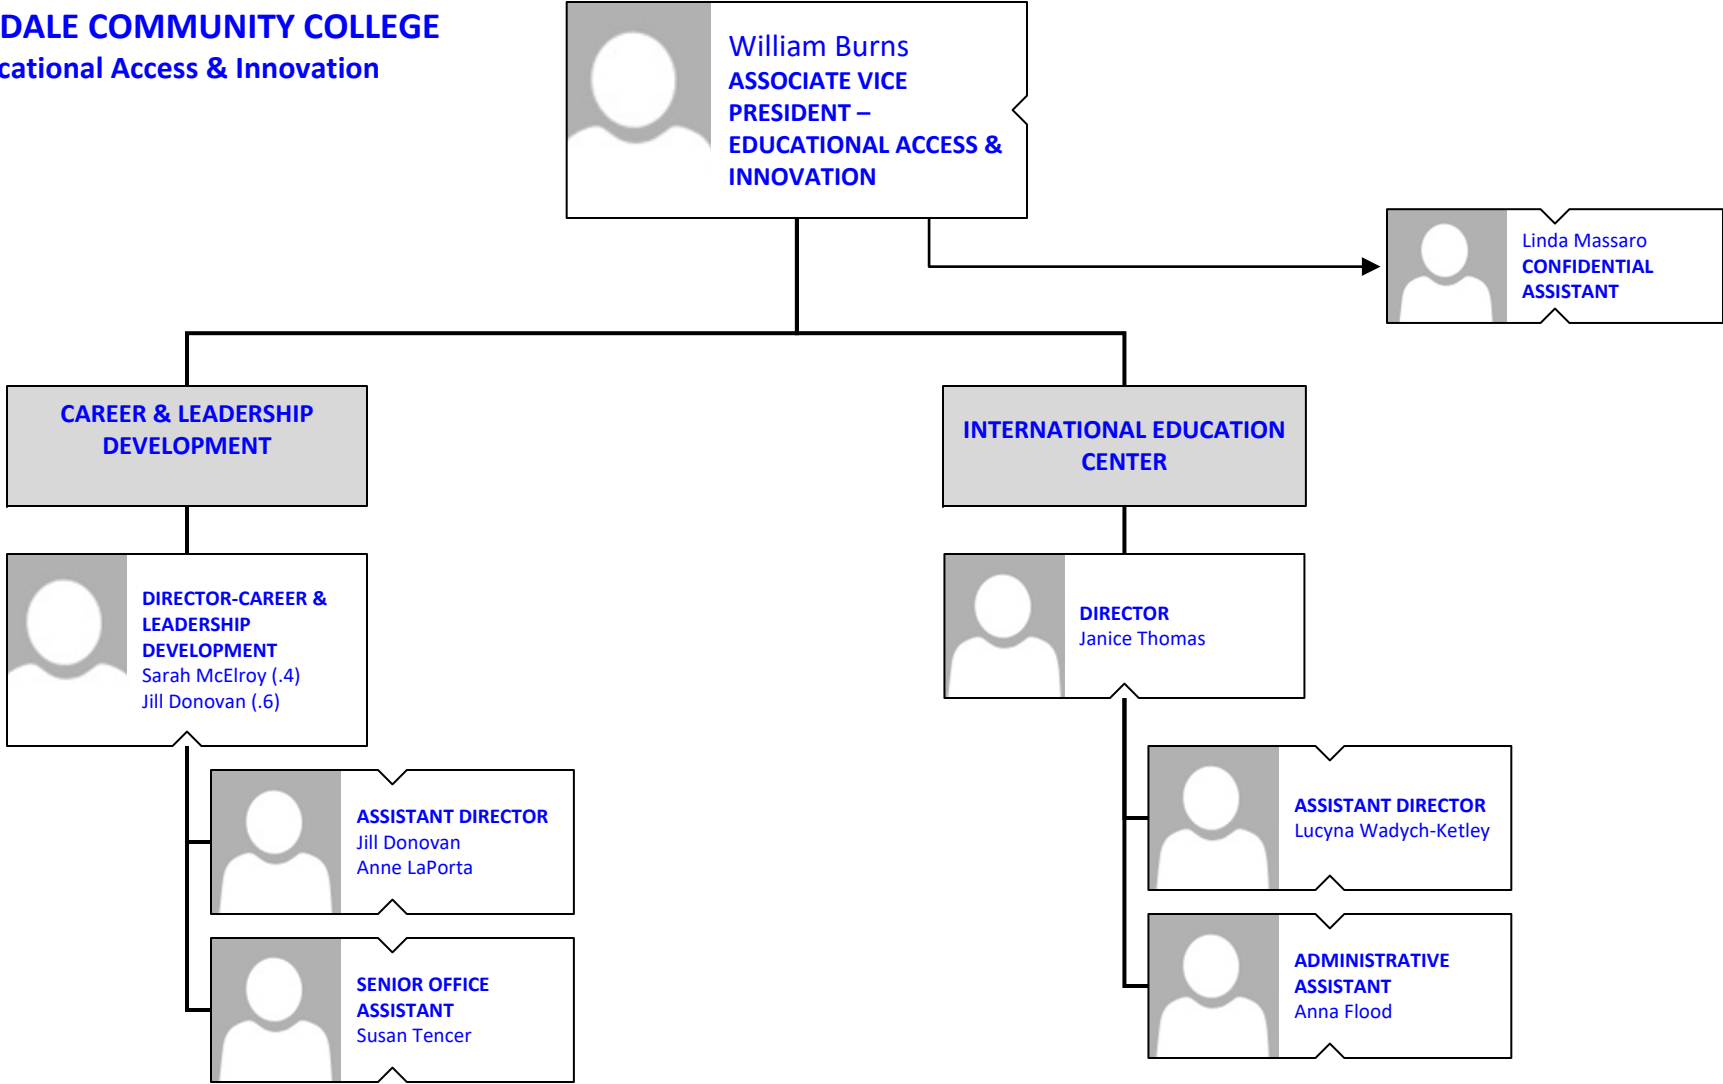 DALE COMMUNITY COLLEGE
Access & Innovation
William Burns
ASSOCIATE VICE
PRESIDENT –
EDUCATIONAL ACCESS &
INNOVATION
Linda Massaro
CONFIDENTIAL
ASSISTANT
CAREER & LEADERSHIP
DEVELOPMENT
INTERNATIONAL EDUCATION
CENTER
DIRECTOR-CAREER &
LEADERSHIP
DEVELOPMENT
Sarah McElroy (.4)
Jill Donovan (.6)
DIRECTOR
Janice Thomas
ASSISTANT DIRECTOR
Jill Donovan
Anne LaPorta
SENIOR OFFICE
ASSISTANT
Susan Tencer
ASSISTANT DIRECTOR
Lucyna Wadych-Ketley
ADMINISTRATIVE
ASSISTANT
Anna Flood